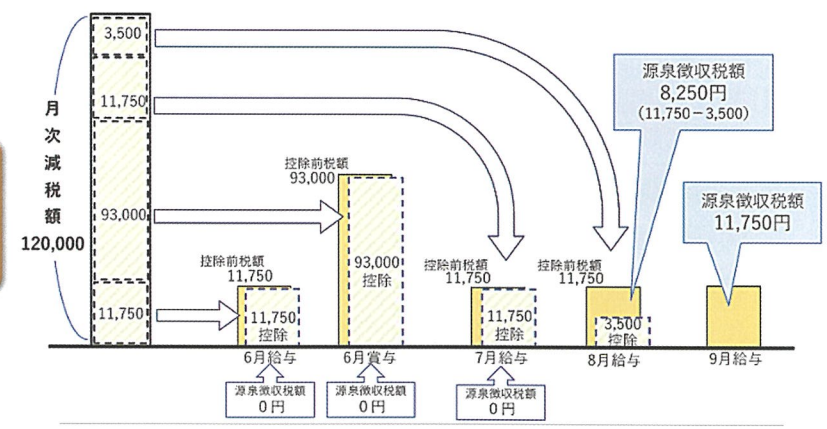 月次減税額
120,000
3,500
11,750
93,000
11,750
控除前税額
11,750
11,750
控除
6月給与
源泉徴収税額
0円
控除前税額
93,000
93,000
控除
6月賞与
源泉徴収税額
0円
控除前税額
11,750
11,750
控除
7月給与
源泉徴収税額
0円
控除前税額
11,750
3,500
控除
8月給与
源泉徴収税額
8,250円
(11,750－3,500)
源泉徴収税額
11,750円
9月給与